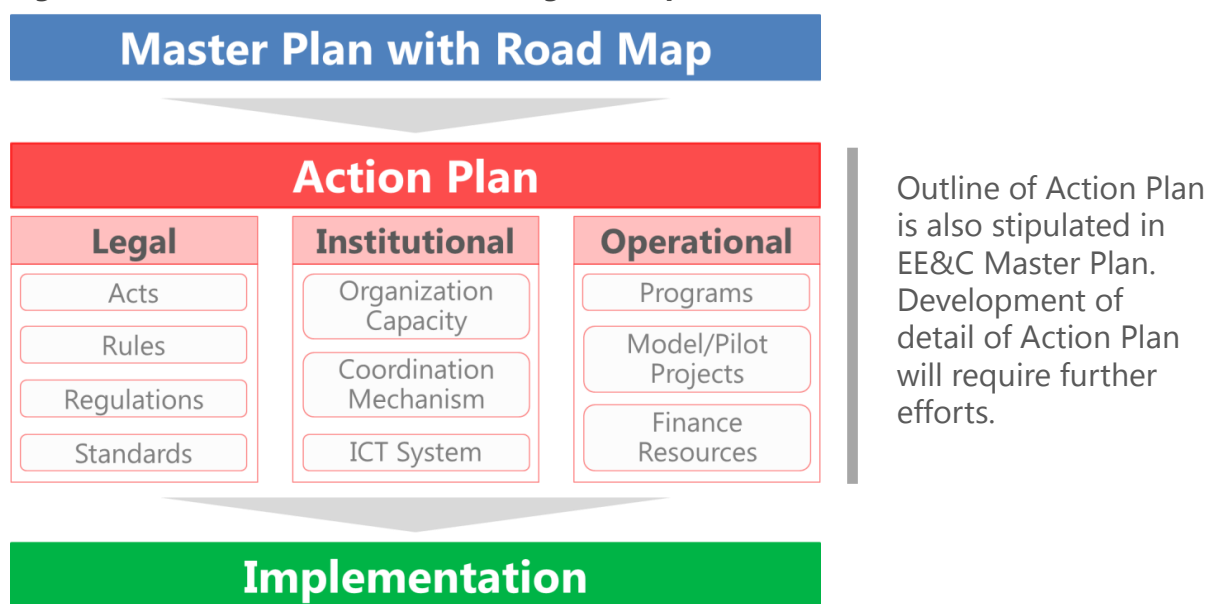 Master Plan with Road Map
Action Plan
Legal
Acts
Rules
Regulations
Standards
Institutional
Organization
Capacity
Coordination
Mechanism
ICT System
Operational
Programs
Model/Pilot
Projects
Finance
Resources
Outline of Action Plan
is also stipulated in
EE&C Master Plan.
Development of
detail of Action Plan
will require further
efforts.
Implementation